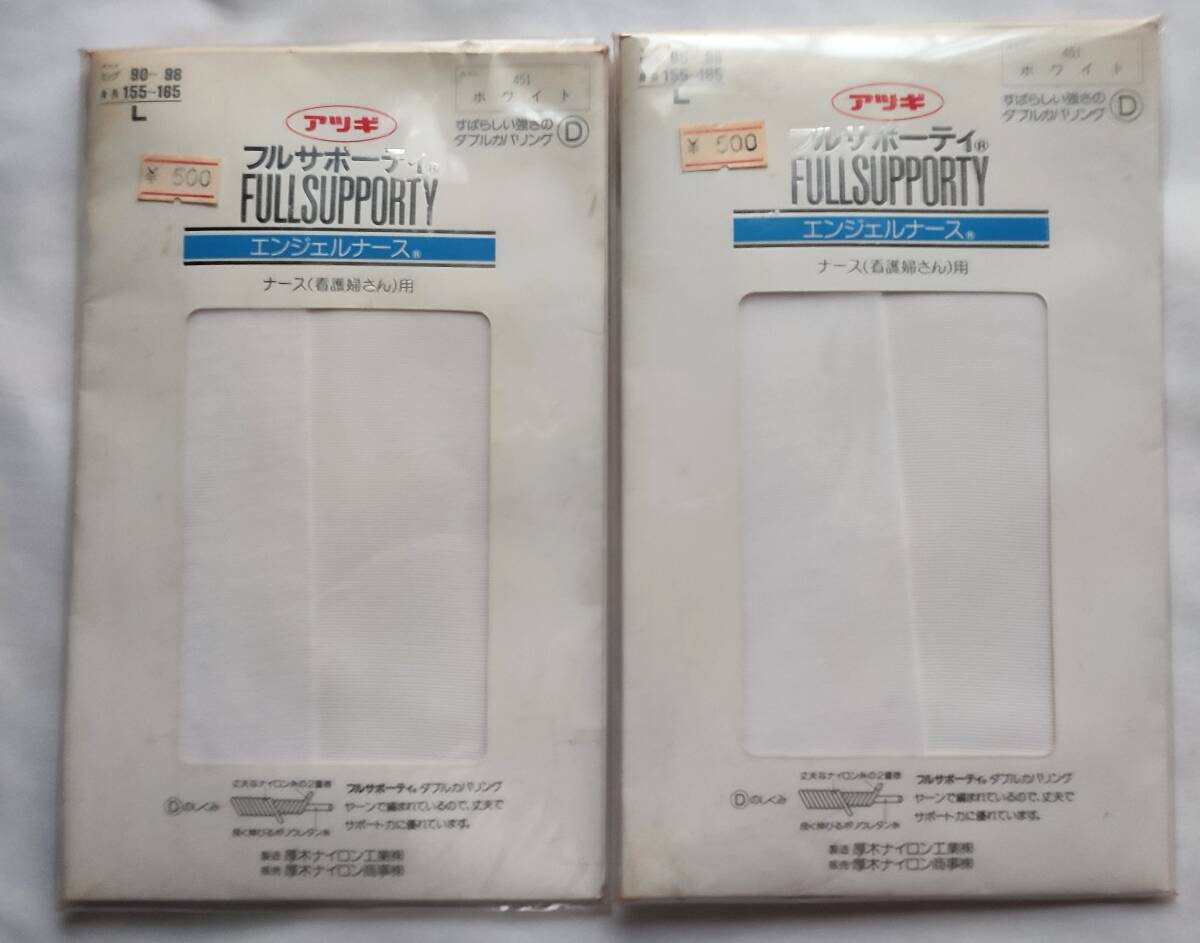 ヒップ 90~98
身長 155~165
L
451
ホワイト
すばらしい強さの
ダブルカバリング D
アツギ
¥ 500
フルサポーティ®
FULLSUPPORTY
エンジェルナース®
ナース(看護婦さん)用
丈夫なナイロン糸の2重巻
Dのしくみ
良く伸びるポリウレタン糸
フルサポーティ®ダブルカバリング
ヤーンで編まれているので、丈夫で
サポート力に優れています。
製造 厚木ナイロン工業㈱
販売 厚木ナイロン商事㈱
90~98
身長 155~165
L
451
ホワイト
すばらしい強さの
ダブルカバリング D
アツギ
¥ 500
フルサポーティ®
FULLSUPPORTY
エンジェルナース®
ナース(看護婦さん)用
丈夫なナイロン糸の2重巻
Dのしくみ
良く伸びるポリウレタン糸
フルサポーティ®ダブルカバリング
ヤーンで編まれているので、丈夫で
サポート力に優れています。
製造 厚木ナイロン工業㈱
販売 厚木ナイロン商事㈱